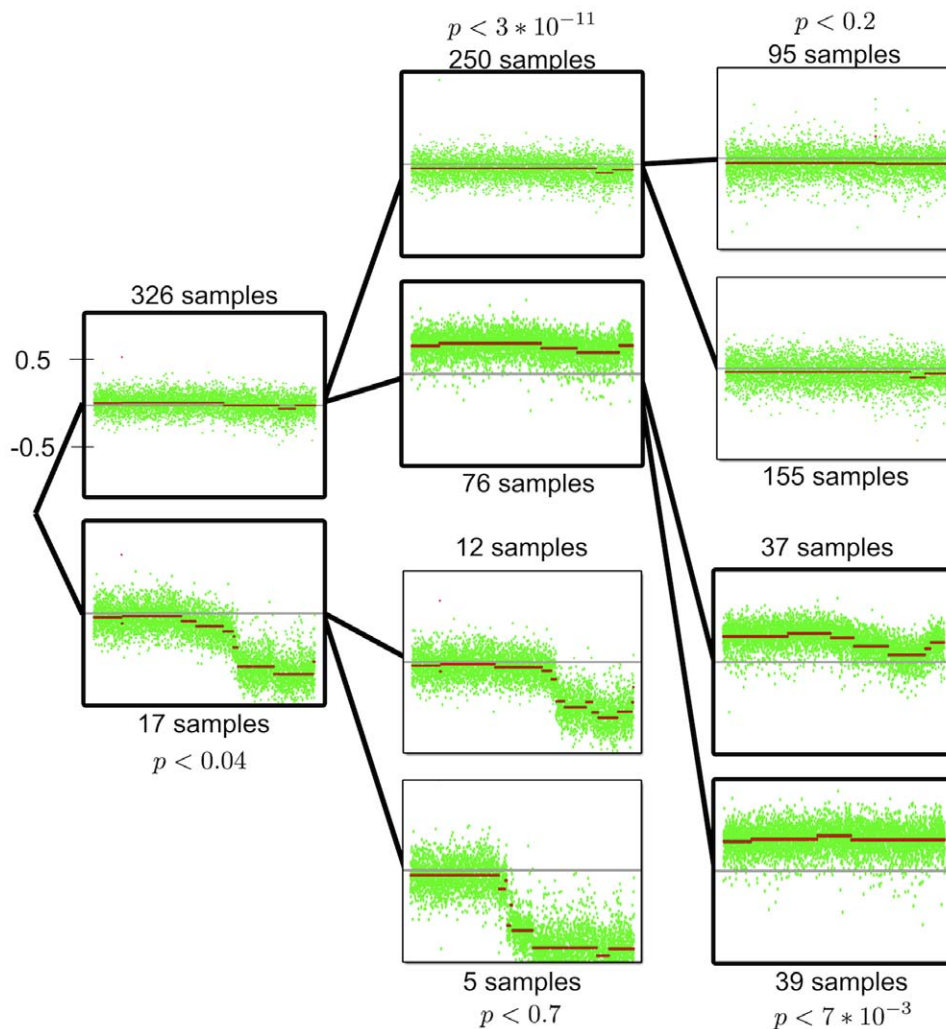 p < 3 * 10⁻¹¹
250 samples
p < 0.2
95 samples
326 samples
0.5
-0.5
76 samples
155 samples
12 samples
37 samples
17 samples
p < 0.04
5 samples
p < 0.7
39 samples
p < 7 * 10⁻³